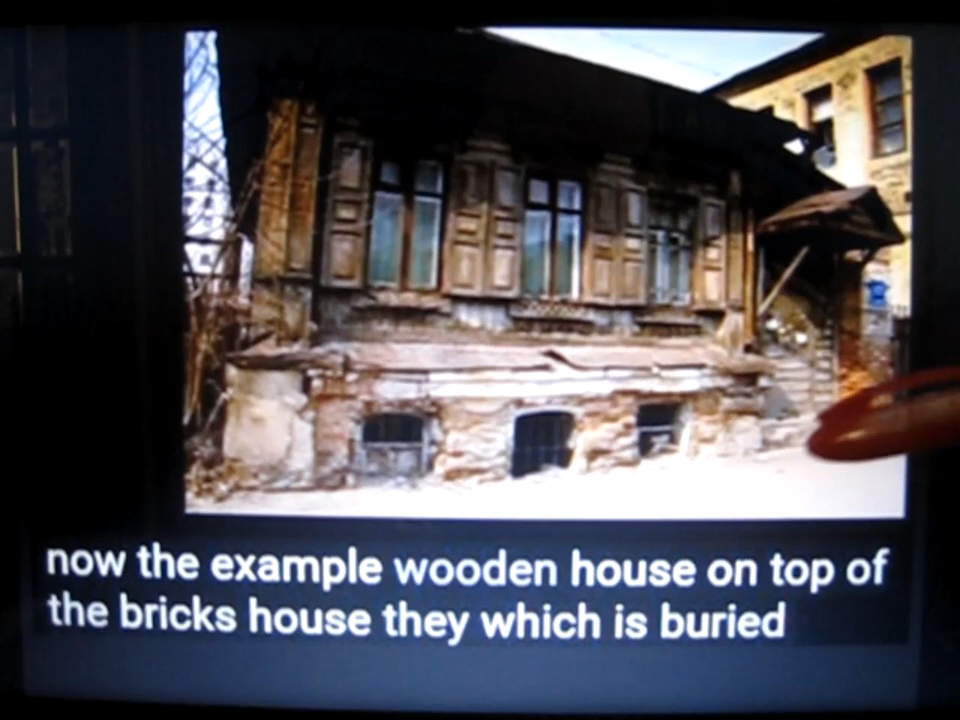 now the example wooden house on top of
the bricks house they which is buried